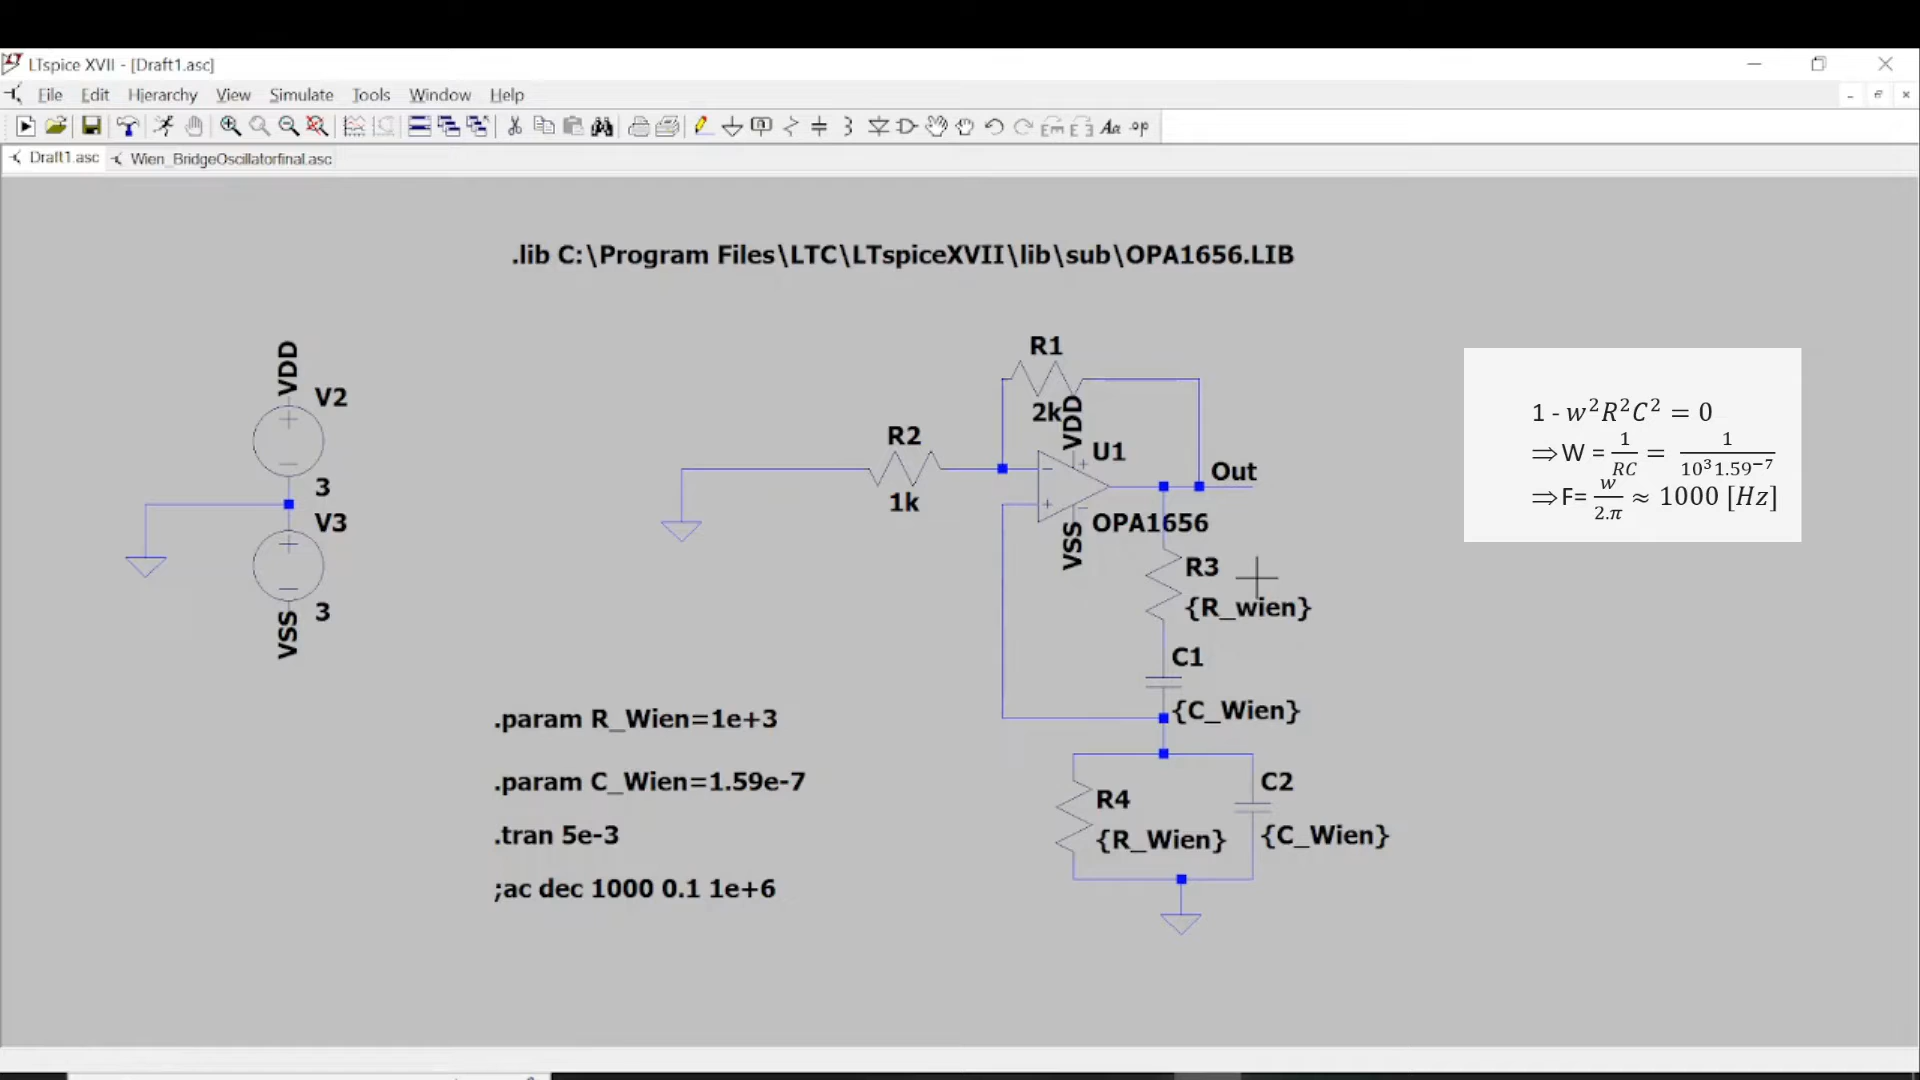 LTspice XVII - [Draft1.asc]
File Edit Hierarchy View Simulate Tools Window Help
Draft1.asc Wien_BridgeOscillatorfinal.asc
.lib C:\Program Files\LTC\LTspiceXVII\lib\sub\OPA1656.LIB
VDD
V2
3
V3
3
VSS
R1
2k
VDD
R2
1k
U1
Out
OPA1656
VSS
R3
{R_wien}
C1
{C_Wien}
R4
{R_Wien}
C2
{C_Wien}
.param R_Wien=1e+3
.param C_Wien=1.59e-7
.tran 5e-3
;ac dec 1000 0.1 1e+6
1 - w²R²C² = 0
⇒W = 1/RC = 1/10³1.59⁻⁷
⇒F= w/2.π ≈ 1000 [Hz]